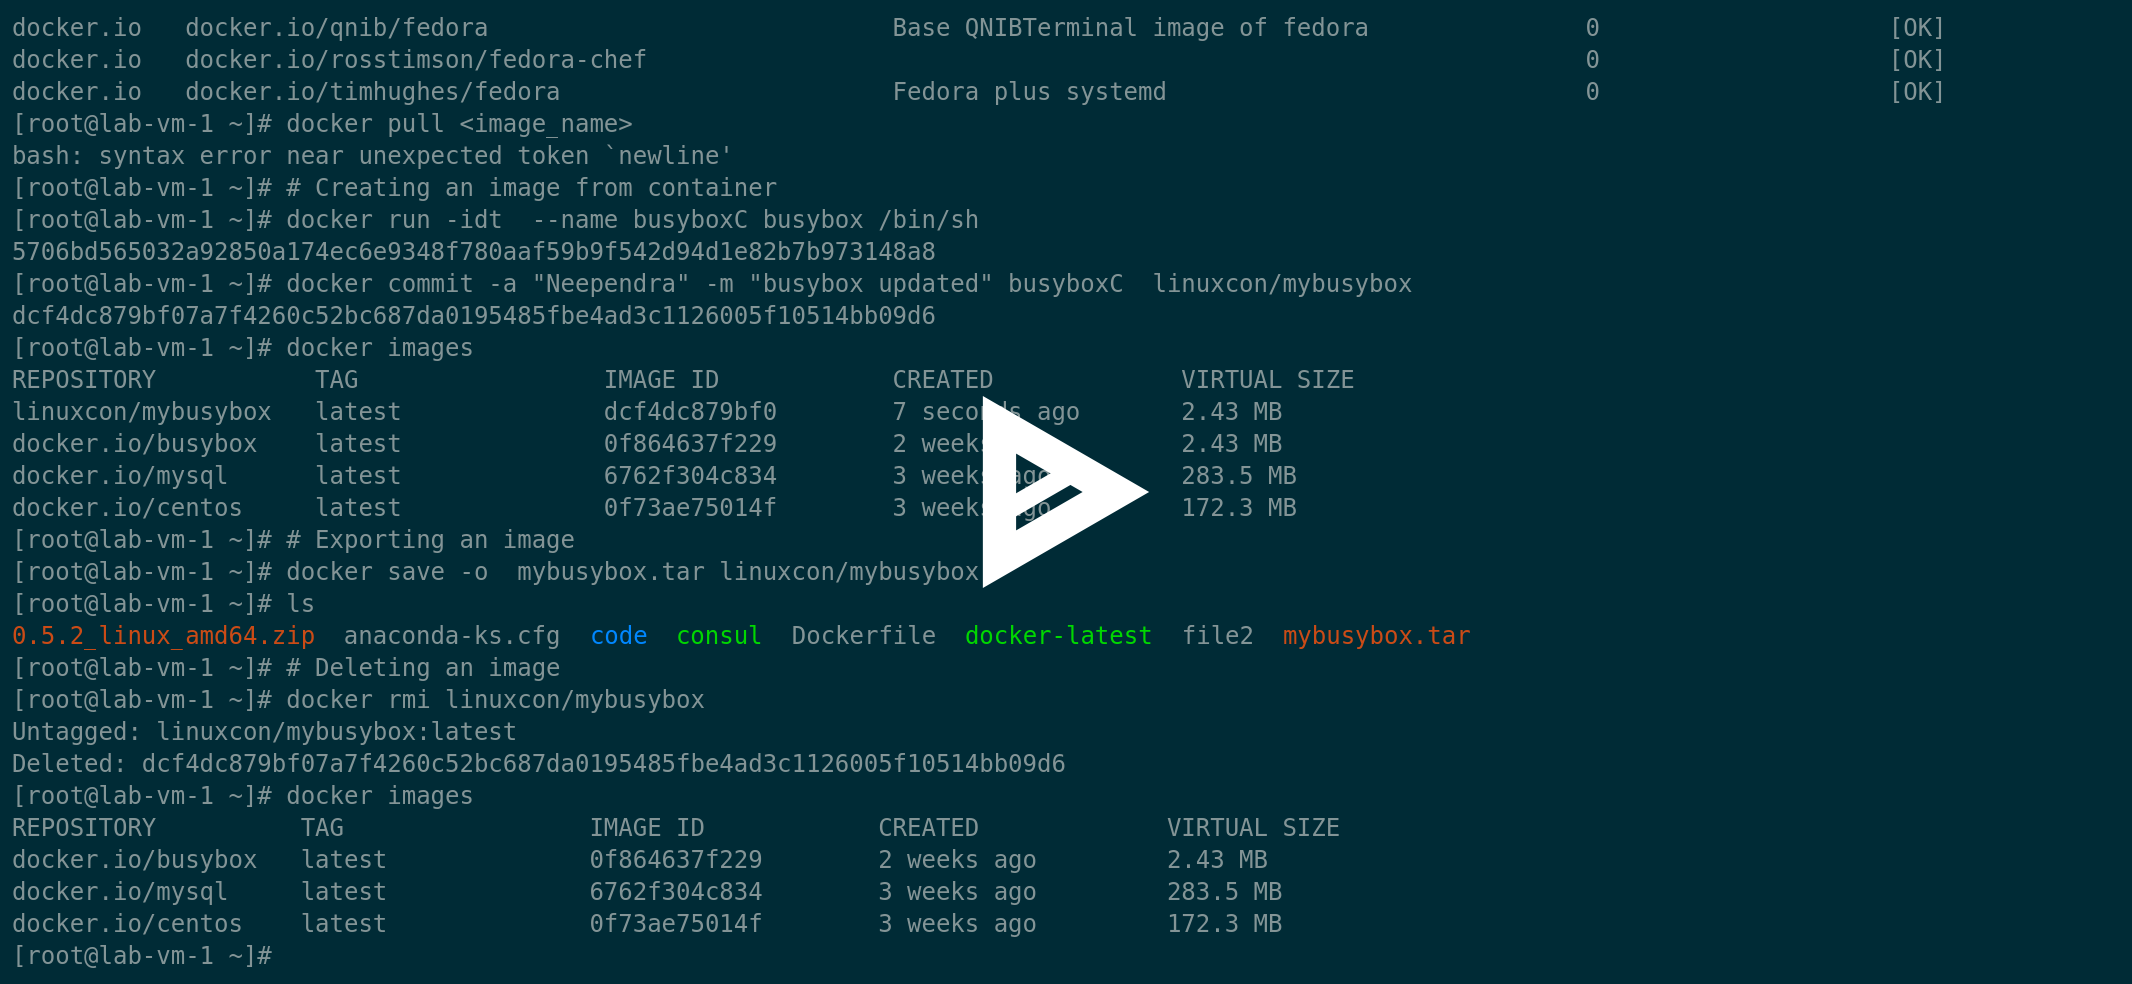 docker.io   docker.io/qnib/fedora                            Base QNIBTerminal image of fedora               0                    [OK]
docker.io   docker.io/rosstimson/fedora-chef                                                                 0                    [OK]
docker.io   docker.io/timhughes/fedora                       Fedora plus systemd                             0                    [OK]
[root@lab-vm-1 ~]# docker pull <image_name>
bash: syntax error near unexpected token `newline'
[root@lab-vm-1 ~]# # Creating an image from container
[root@lab-vm-1 ~]# docker run -idt  --name busyboxC busybox /bin/sh
5706bd565032a92850a174ec6e9348f780aaf59b9f542d94d1e82b7b973148a8
[root@lab-vm-1 ~]# docker commit -a "Neependra" -m "busybox updated" busyboxC  linuxcon/mybusybox
dcf4dc879bf07a7f4260c52bc687da0195485fbe4ad3c1126005f10514bb09d6
[root@lab-vm-1 ~]# docker images
REPOSITORY           TAG                 IMAGE ID            CREATED             VIRTUAL SIZE
linuxcon/mybusybox   latest              dcf4dc879bf0        7 seconds ago       2.43 MB
docker.io/busybox    latest              0f864637f229        2 weeks             2.43 MB
docker.io/mysql      latest              6762f304c834        3 weeks ago         283.5 MB
docker.io/centos     latest              0f73ae75014f        3 weeks ago         172.3 MB
[root@lab-vm-1 ~]# # Exporting an image
[root@lab-vm-1 ~]# docker save -o  mybusybox.tar linuxcon/mybusybox
[root@lab-vm-1 ~]# ls
0.5.2_linux_amd64.zip  anaconda-ks.cfg  code  consul  Dockerfile  docker-latest  file2  mybusybox.tar
[root@lab-vm-1 ~]# # Deleting an image
[root@lab-vm-1 ~]# docker rmi linuxcon/mybusybox
Untagged: linuxcon/mybusybox:latest
Deleted: dcf4dc879bf07a7f4260c52bc687da0195485fbe4ad3c1126005f10514bb09d6
[root@lab-vm-1 ~]# docker images
REPOSITORY          TAG                 IMAGE ID            CREATED             VIRTUAL SIZE
docker.io/busybox   latest              0f864637f229        2 weeks ago         2.43 MB
docker.io/mysql     latest              6762f304c834        3 weeks ago         283.5 MB
docker.io/centos    latest              0f73ae75014f        3 weeks ago         172.3 MB
[root@lab-vm-1 ~]#